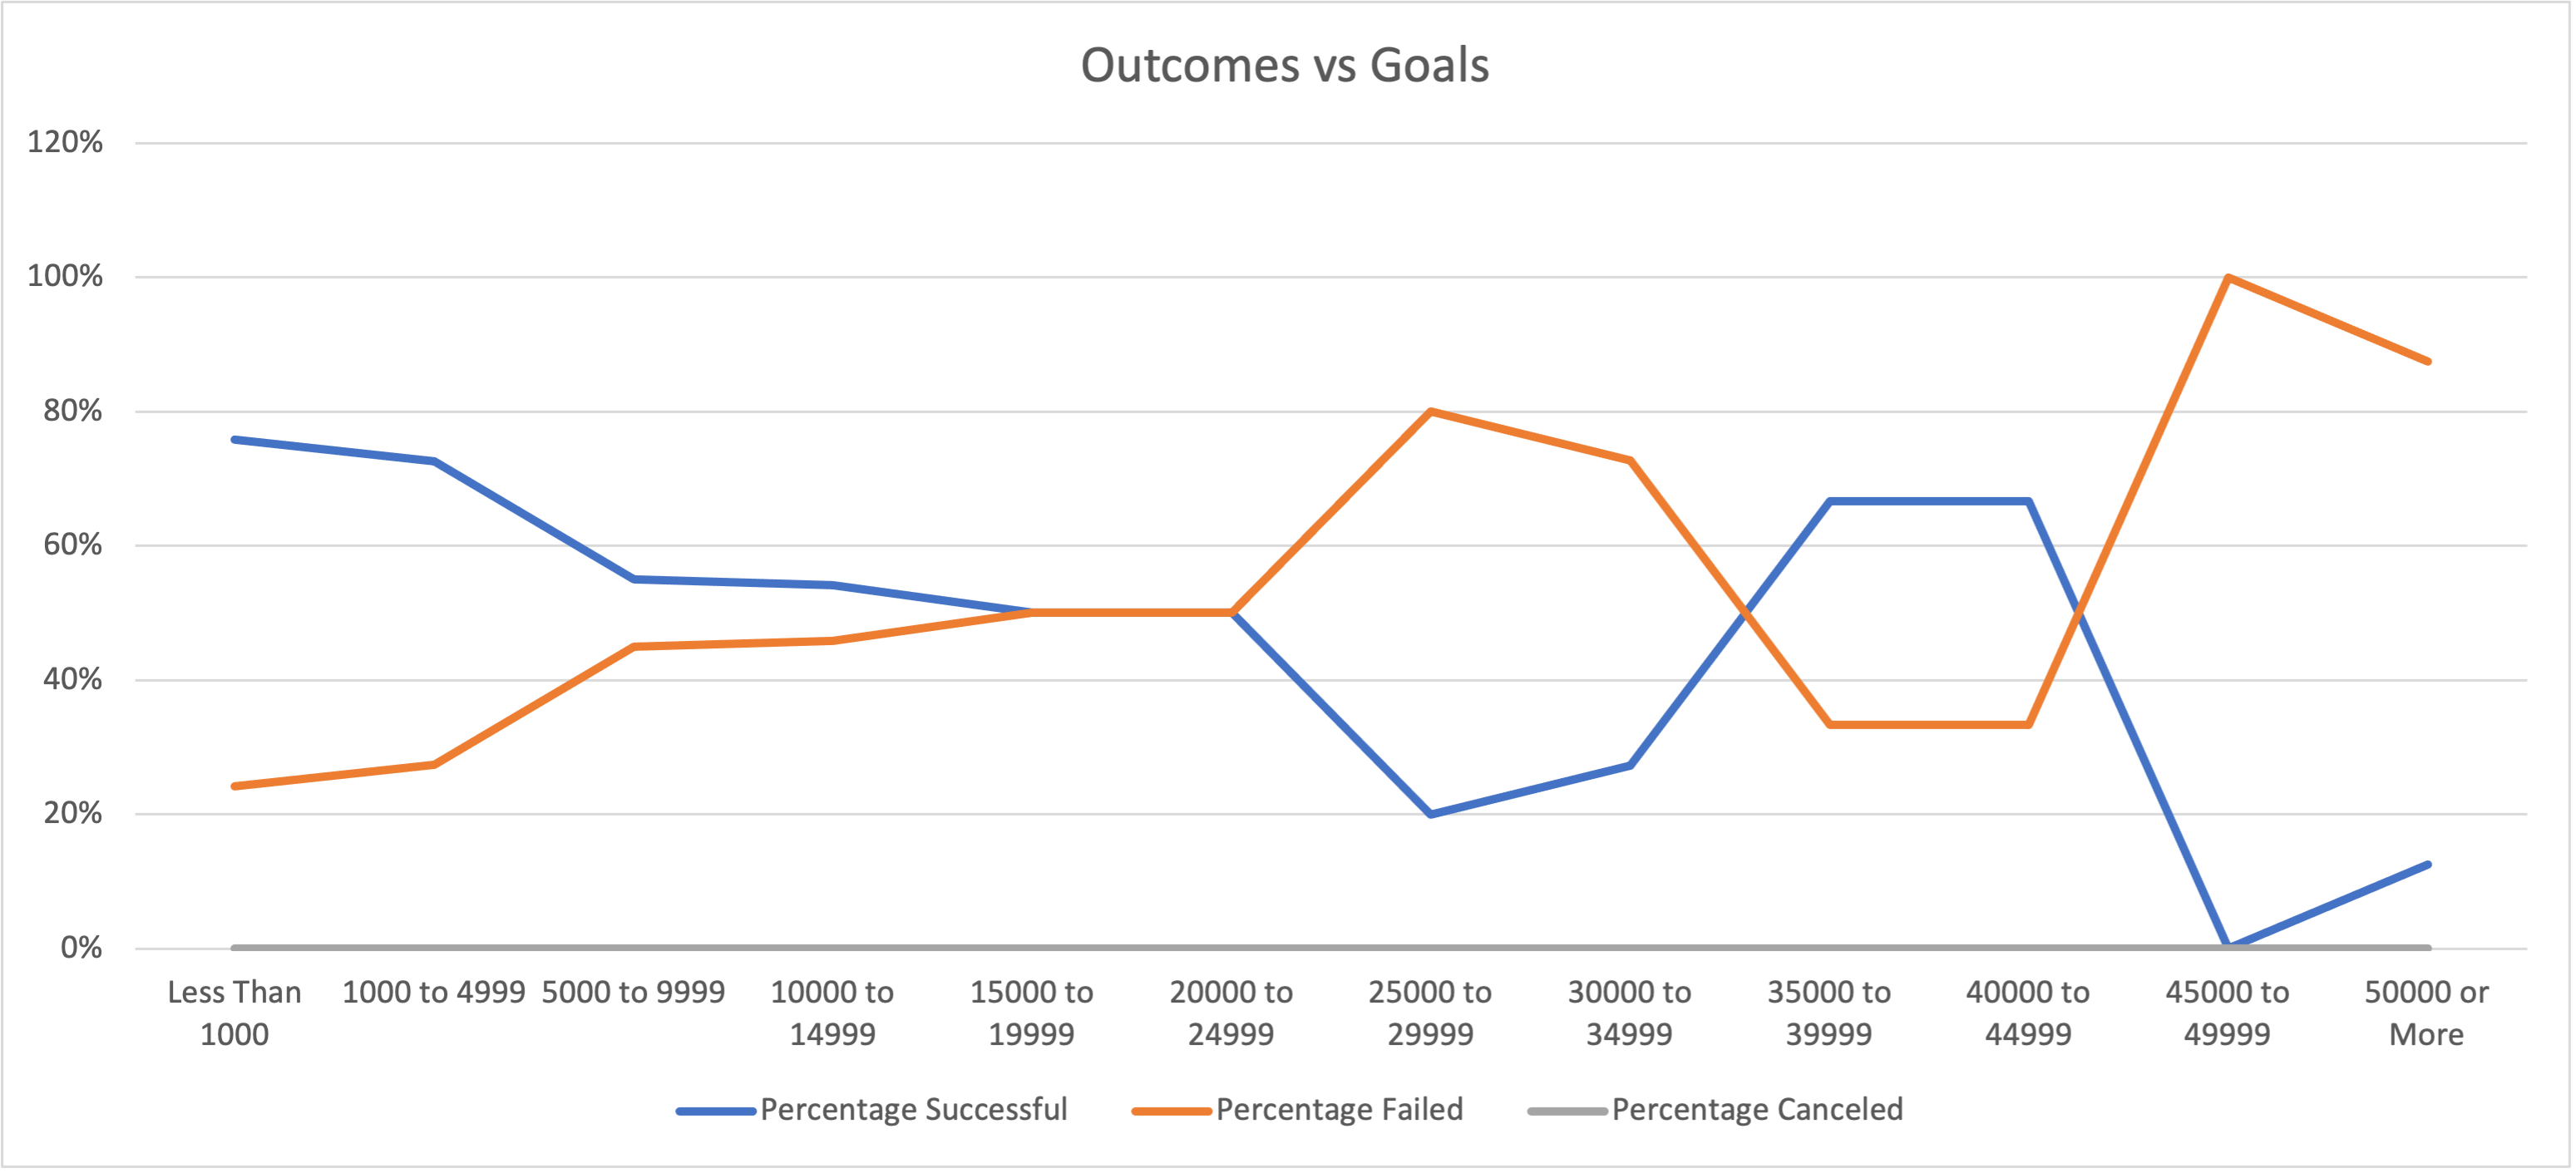 Outcomes vs Goals
120%
100%
80%
60%
40%
20%
0%
Less Than
1000
1000 to 4999
5000 to 9999
10000 to
14999
15000 to
19999
20000 to
24999
25000 to
29999
30000 to
34999
35000 to
39999
40000 to
44999
45000 to
49999
50000 or
More
Percentage Successful
Percentage Failed
Percentage Canceled